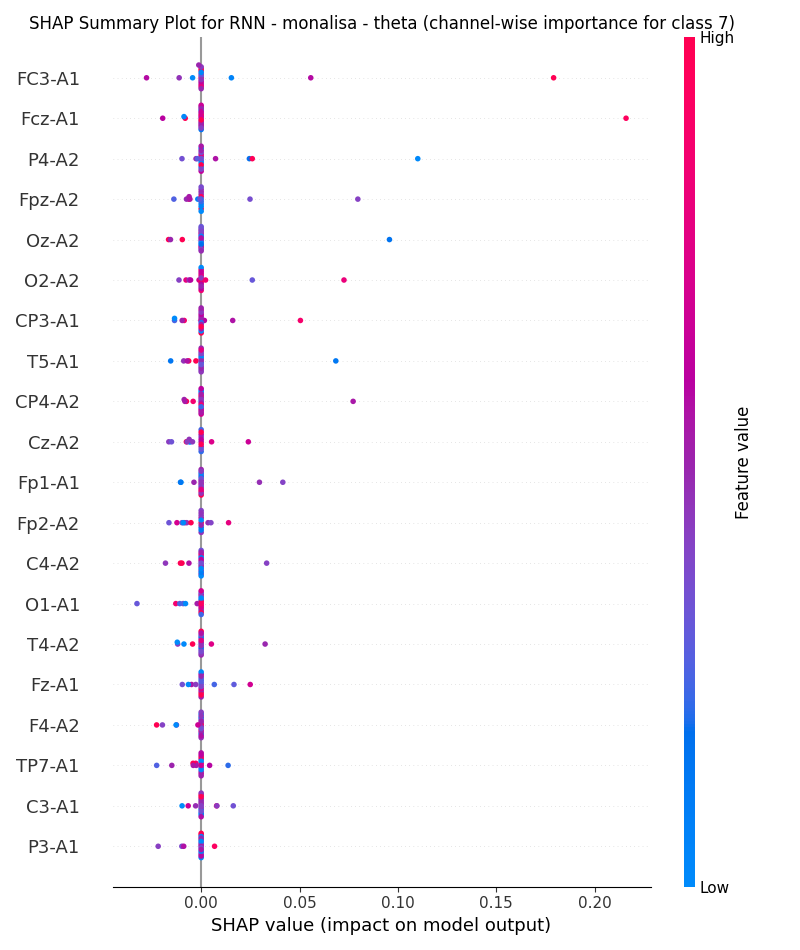 SHAP Summary Plot for RNN - monalisa - theta (channel-wise importance for class 7)
High
FC3-A1
Fcz-A1
P4-A2
Fpz-A2
Oz-A2
O2-A2
CP3-A1
T5-A1
CP4-A2
Cz-A2
Fp1-A1
Fp2-A2
C4-A2
O1-A1
T4-A2
Fz-A1
F4-A2
TP7-A1
C3-A1
P3-A1
Feature value
Low
0.00 0.05 0.10 0.15 0.20
SHAP value (impact on model output)